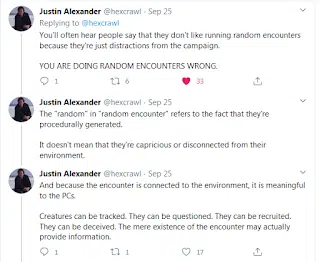 Justin Alexander @hexcrawl · Sep 25
Replying to @hexcrawl
You'll often hear people say that they don't like running random encounters
because they're just distractions from the campaign.
YOU ARE DOING RANDOM ENCOUNTERS WRONG.
1 6 33
Justin Alexander @hexcrawl · Sep 25
The "random" in "random encounter" refers to the fact that they're
procedurally generated.
It doesn't mean that they're capricious or disconnected from their
environment.
1 1
Justin Alexander @hexcrawl · Sep 25
And because the encounter is connected to the environment, it is meaningful
to the PCs.
Creatures can be tracked. They can be questioned. They can be recruited.
They can be deceived. The mere existence of the encounter may actually
provide information.
1 1 17